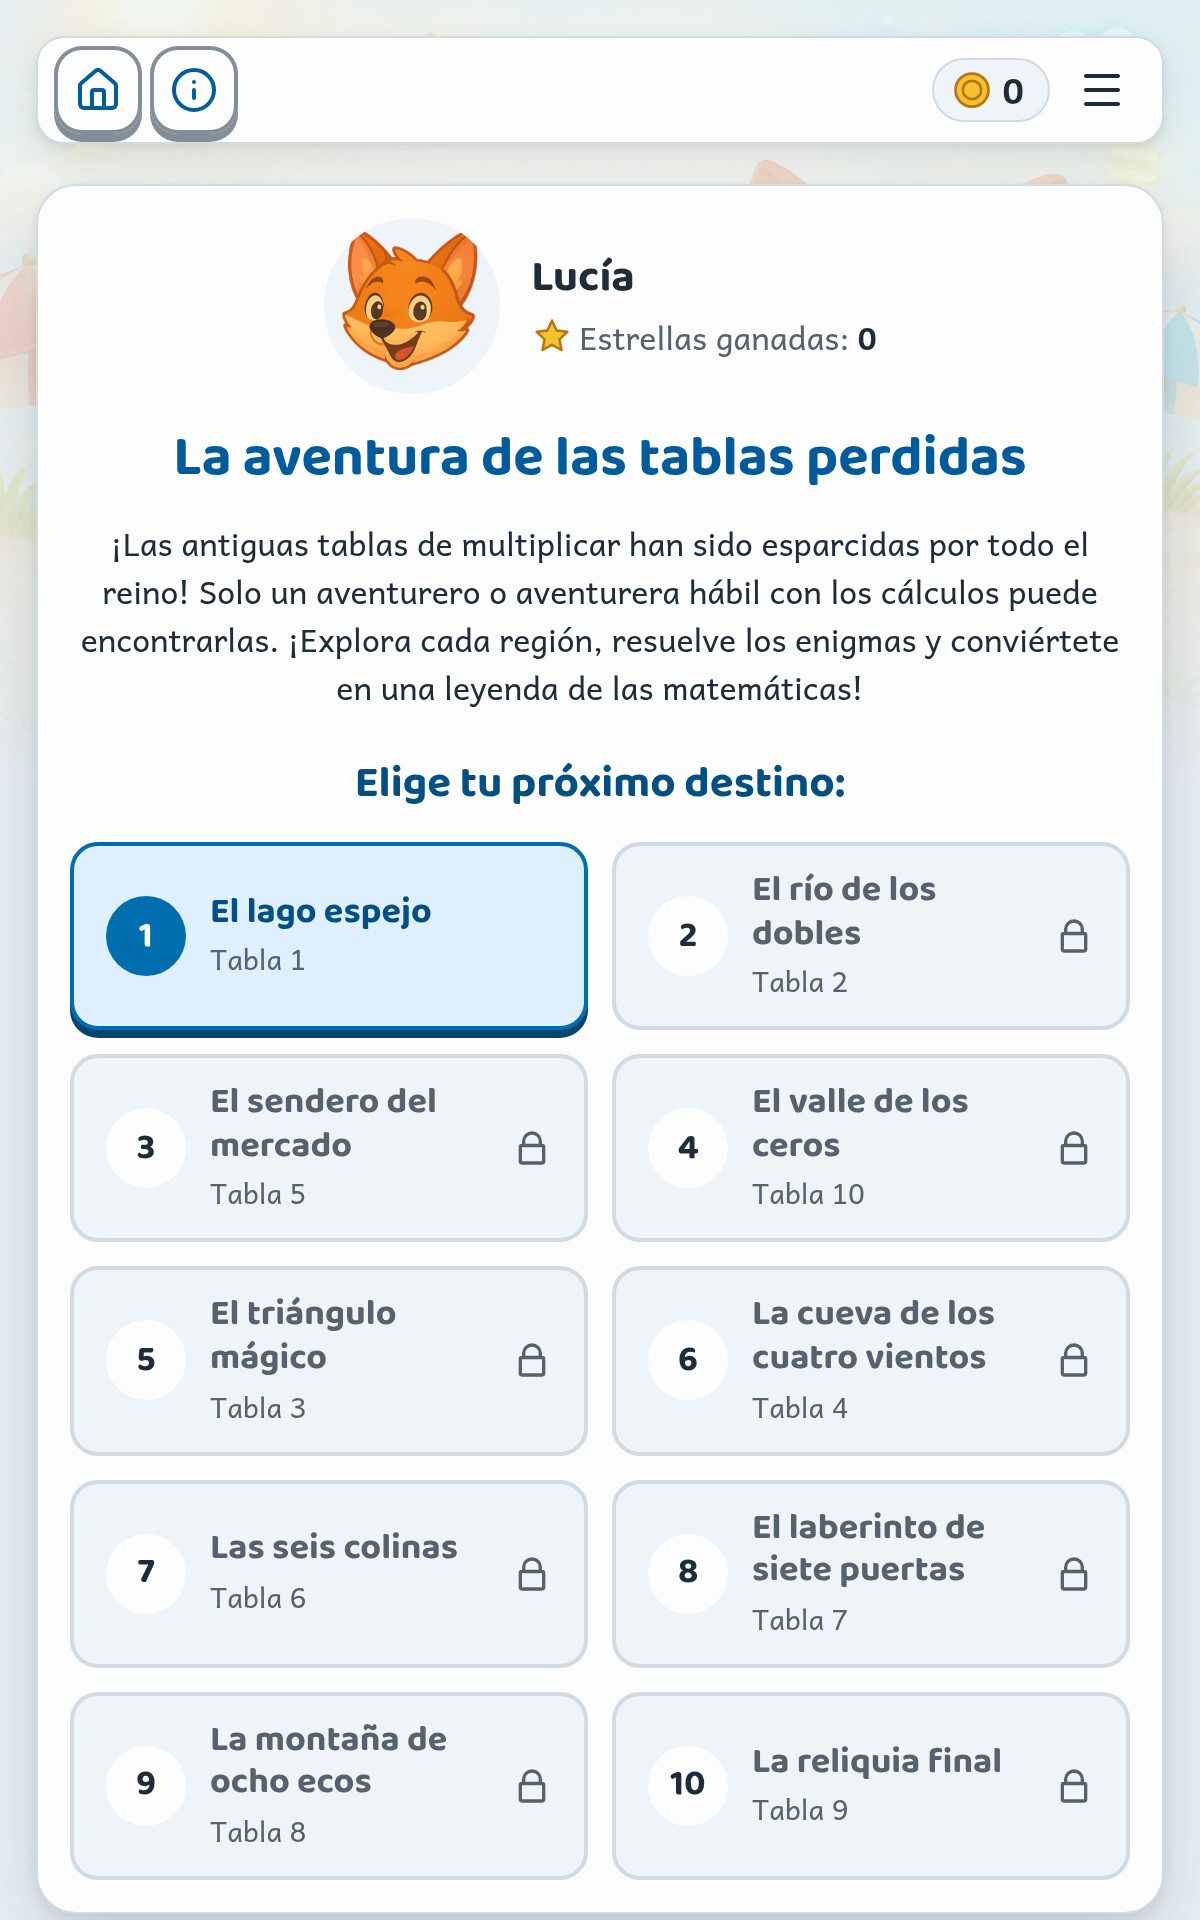 0
Lucía
Estrellas ganadas: 0
La aventura de las tablas perdidas
¡Las antiguas tablas de multiplicar han sido esparcidas por todo el
reino! Solo un aventurero o aventurera hábil con los cálculos puede
encontrarlas. ¡Explora cada región, resuelve los enigmas y conviértete
en una leyenda de las matemáticas!
Elige tu próximo destino:
1
El lago espejo
Tabla 1
2
El río de los
dobles
Tabla 2
3
El sendero del
mercado
Tabla 5
4
El valle de los
ceros
Tabla 10
5
El triángulo
mágico
Tabla 3
6
La cueva de los
cuatro vientos
Tabla 4
7
Las seis colinas
Tabla 6
8
El laberinto de
siete puertas
Tabla 7
9
La montaña de
ocho ecos
Tabla 8
10
La reliquia final
Tabla 9